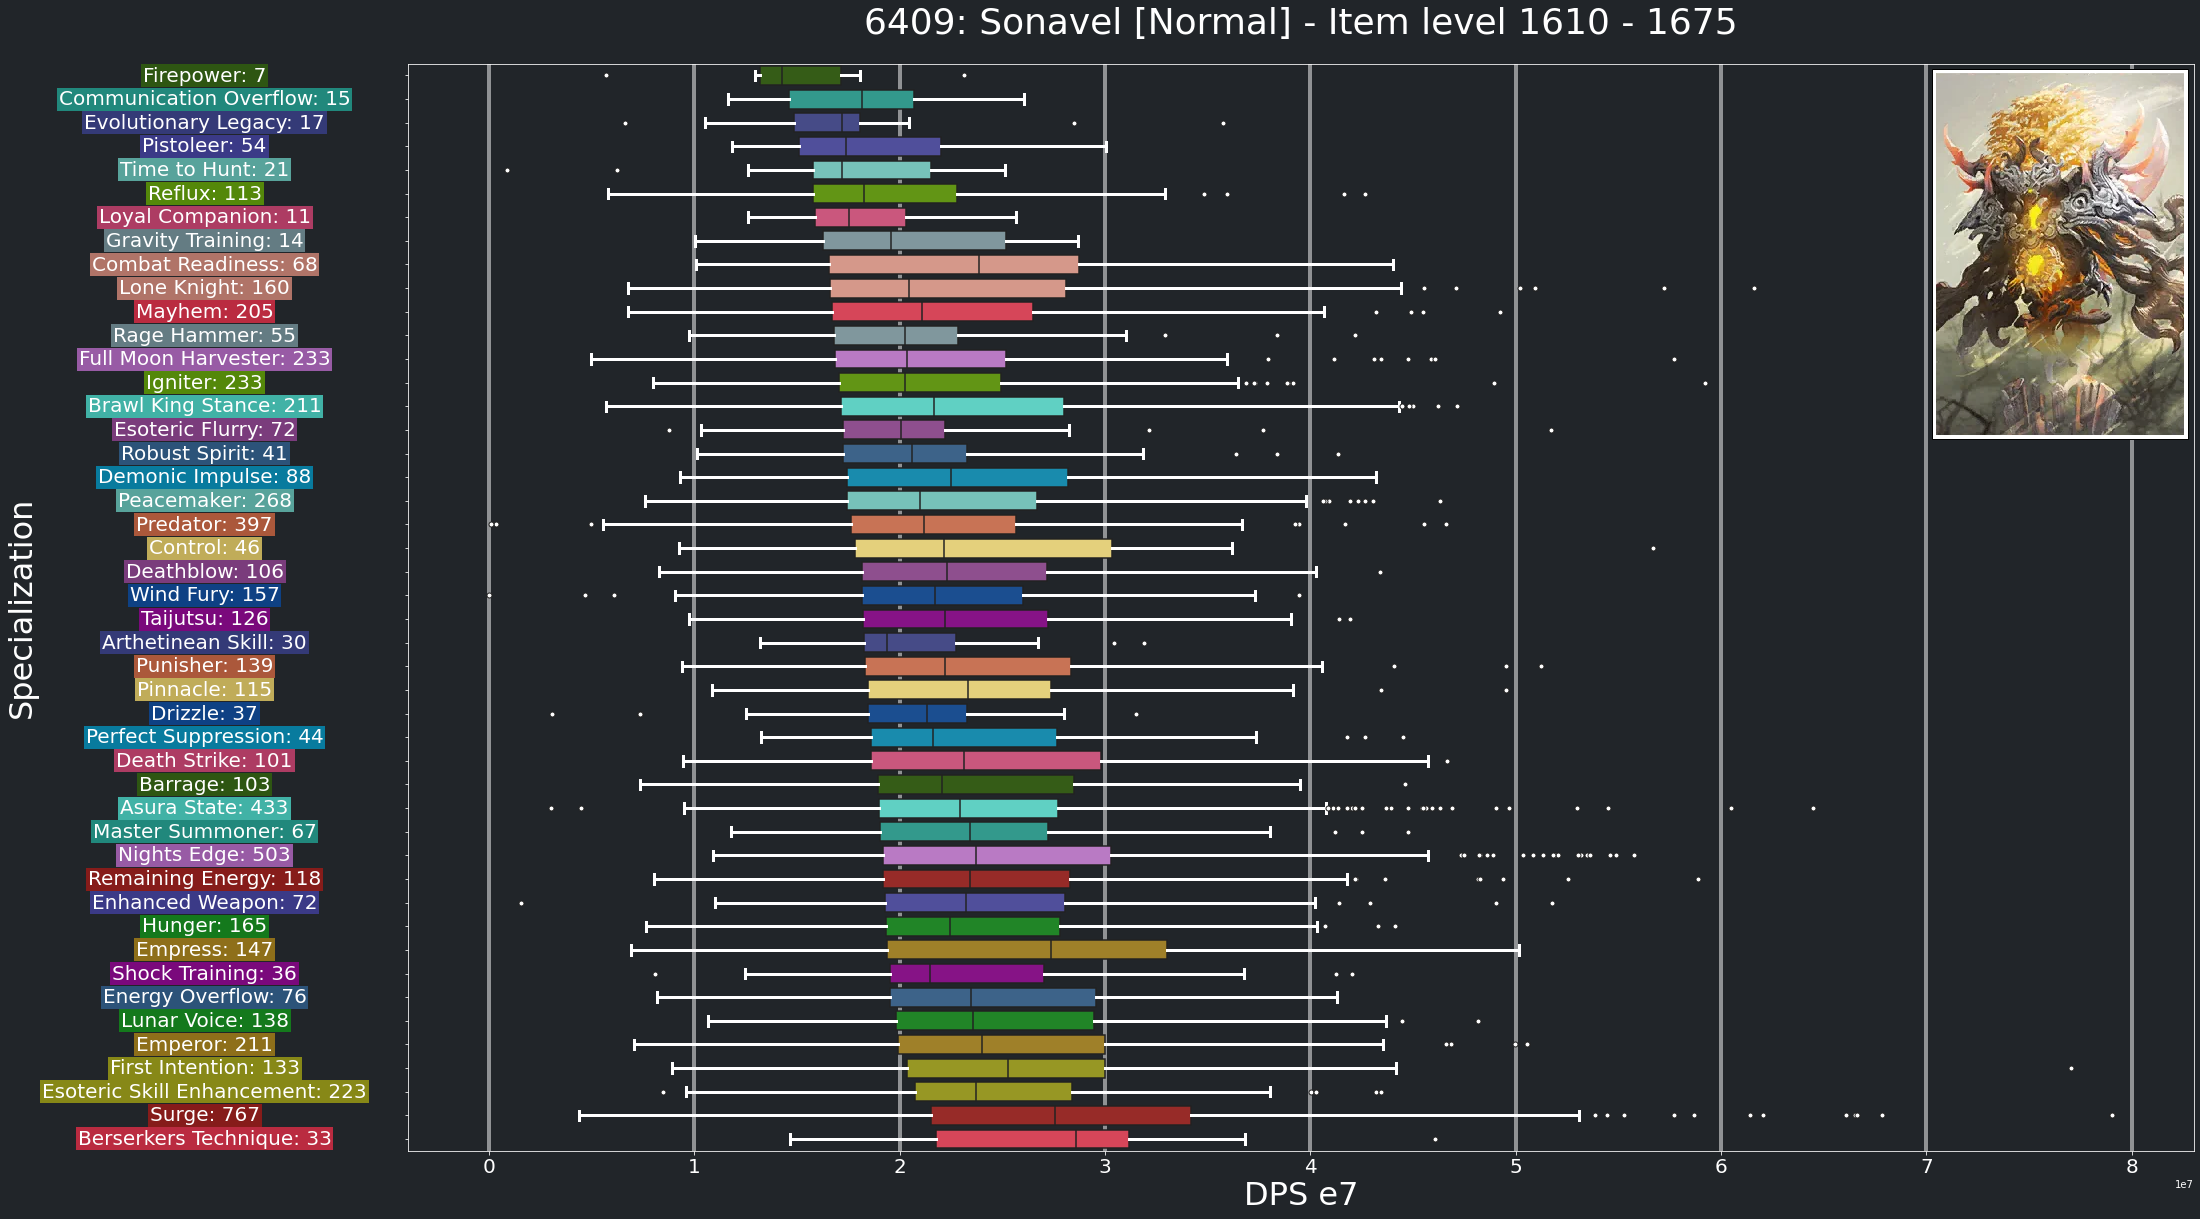 6409: Sonavel [Normal] - Item level 1610 - 1675
Specialization
Firepower: 7
Communication Overflow: 15
Evolutionary Legacy: 17
Pistoleer: 54
Time to Hunt: 21
Reflux: 113
Loyal Companion: 11
Gravity Training: 14
Combat Readiness: 68
Lone Knight: 160
Mayhem: 205
Rage Hammer: 55
Full Moon Harvester: 233
Igniter: 233
Brawl King Stance: 211
Esoteric Flurry: 72
Robust Spirit: 41
Demonic Impulse: 88
Peacemaker: 268
Predator: 397
Control: 46
Deathblow: 106
Wind Fury: 157
Taijutsu: 126
Arthetinean Skill: 30
Punisher: 139
Pinnacle: 115
Drizzle: 37
Perfect Suppression: 44
Death Strike: 101
Barrage: 103
Asura State: 433
Master Summoner: 67
Nights Edge: 503
Remaining Energy: 118
Enhanced Weapon: 72
Hunger: 165
Empress: 147
Shock Training: 36
Energy Overflow: 76
Lunar Voice: 138
Emperor: 211
First Intention: 133
Esoteric Skill Enhancement: 223
Surge: 767
Berserkers Technique: 33
0 1 2 3 4 5 6 7 8
1e7
DPS e7